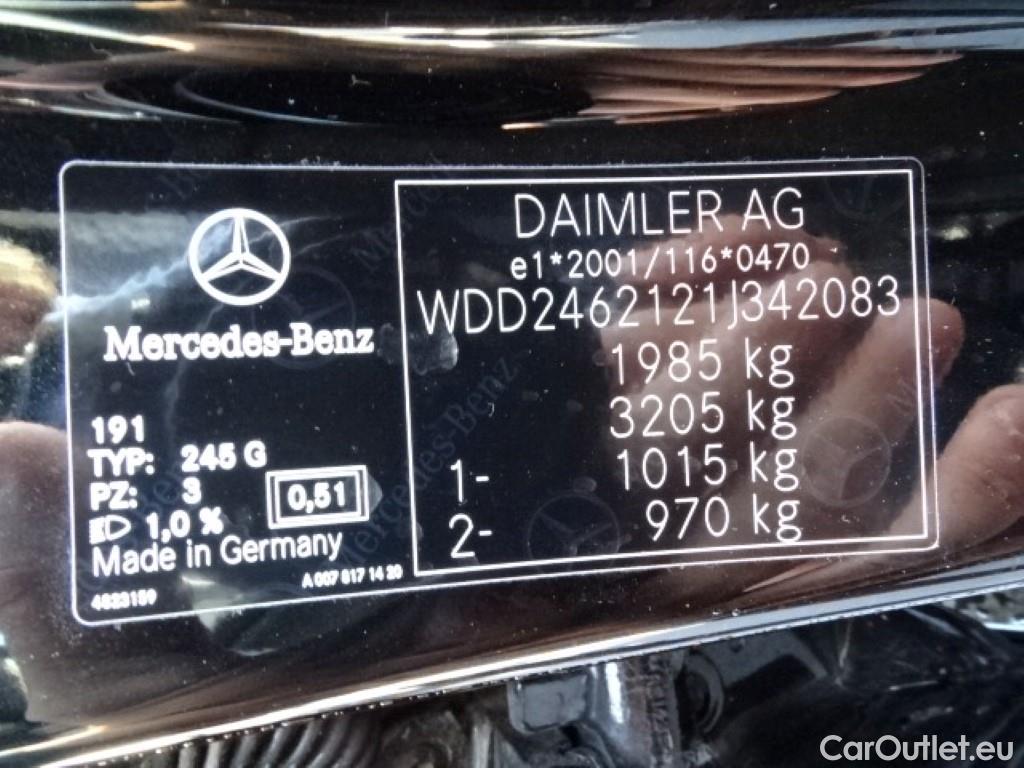 Mercedes-Benz
191
TYP: 245 G
PZ: 3
1,0 %
0,51
Made in Germany
4623159
A 007 817 14 20
DAIMLER AG
e1*2001/116*0470
WDD2462121J342083
1985 kg
3205 kg
1- 1015 kg
2- 970 kg
CarOutlet.eu